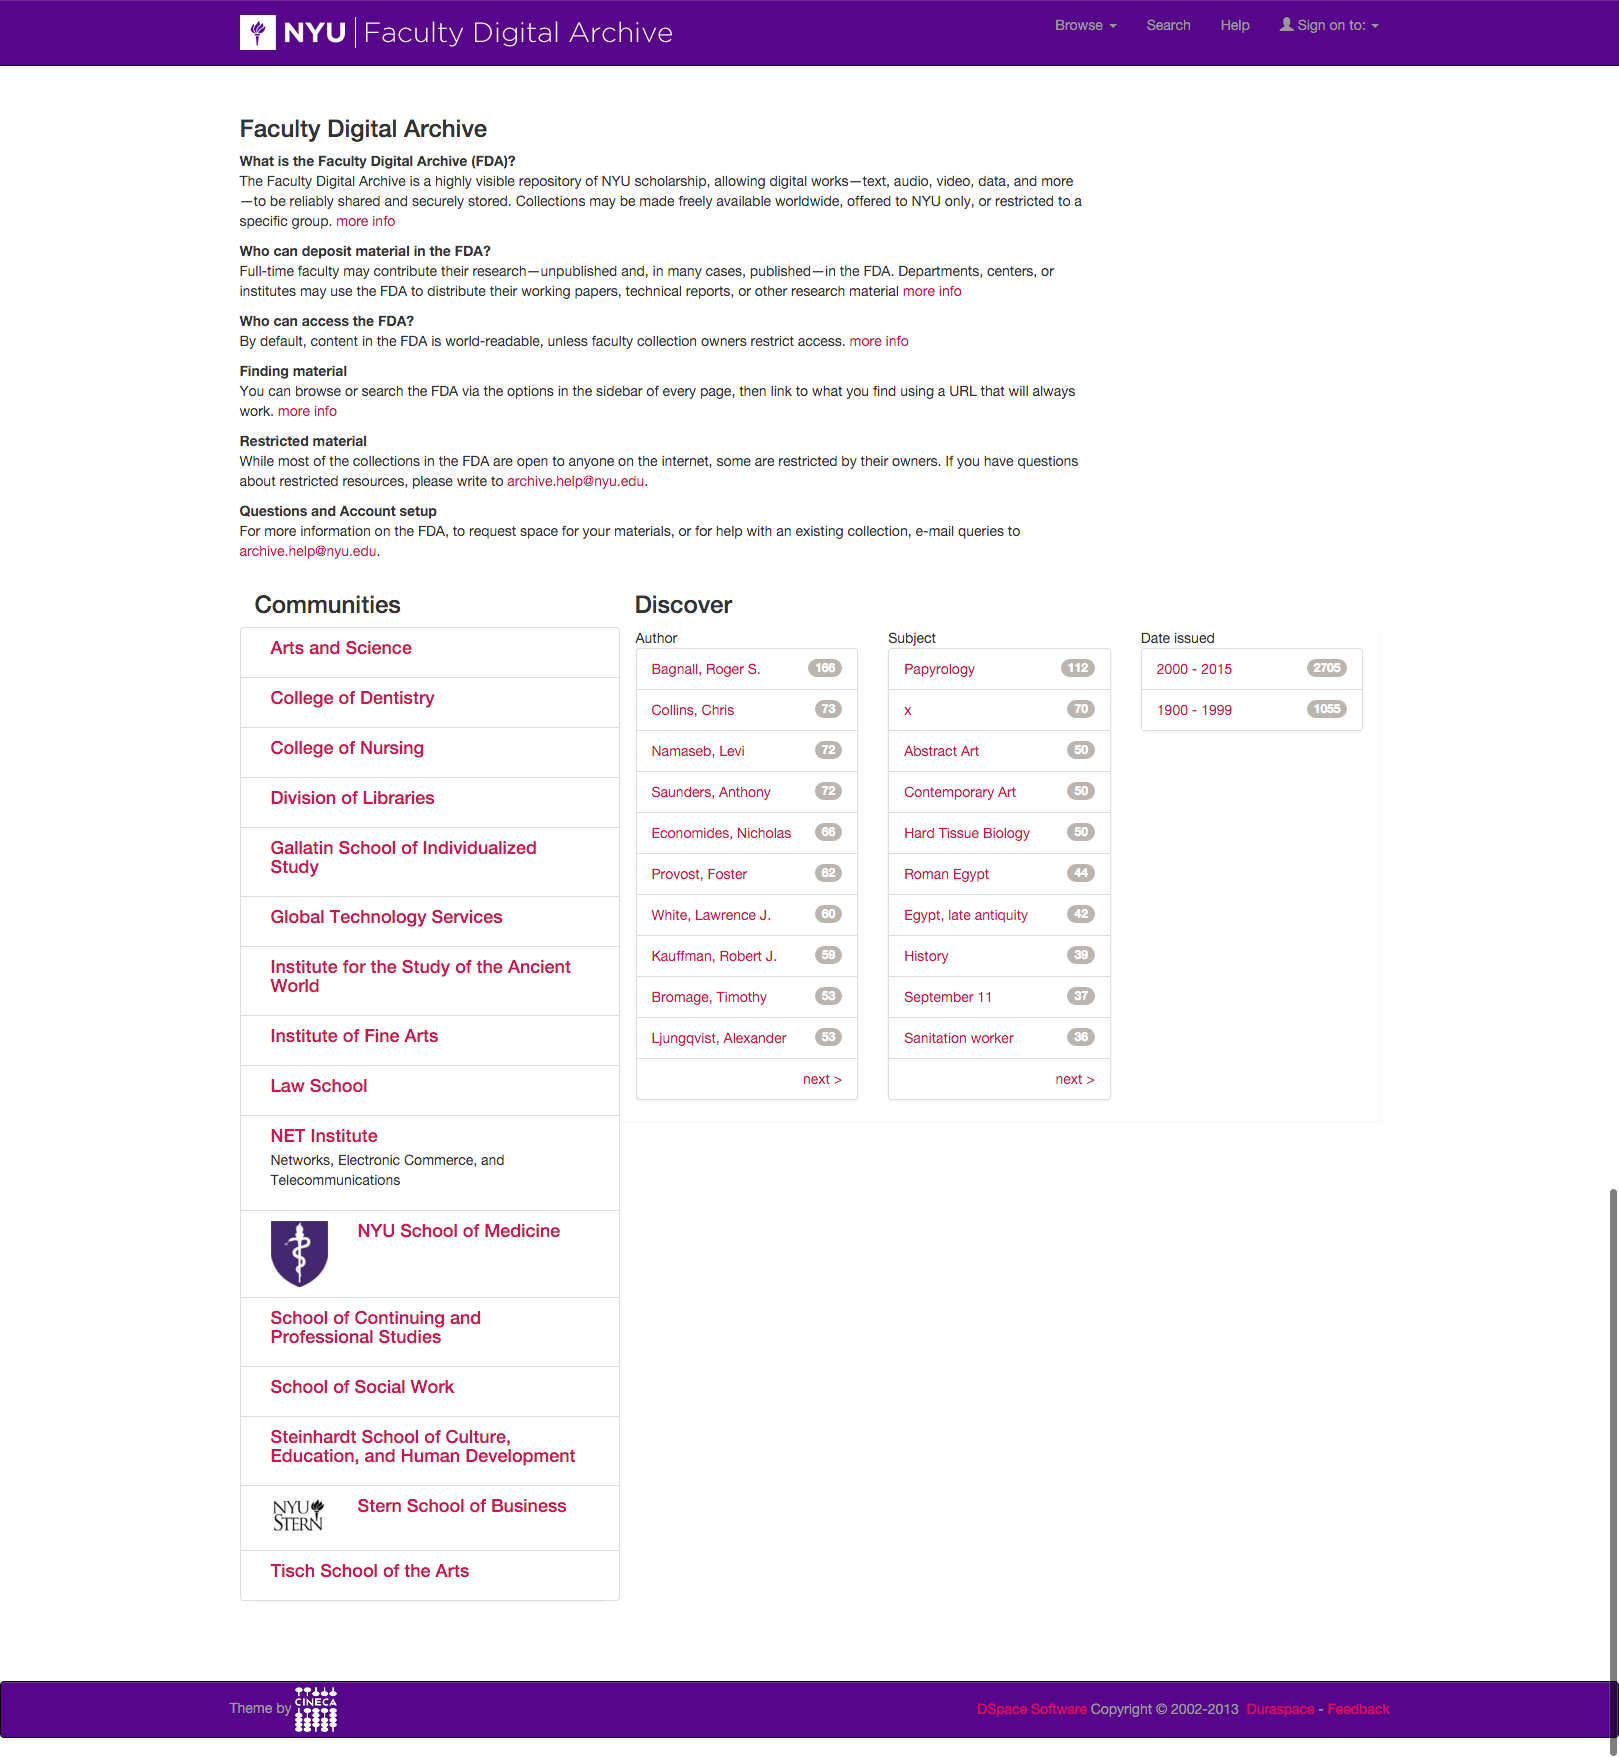 NYU | Faculty Digital Archive
Browse
Search
Help
Sign on to:
Faculty Digital Archive
What is the Faculty Digital Archive (FDA)?
The Faculty Digital Archive is a highly visible repository of NYU scholarship, allowing digital works—text, audio, video, data, and more
—to be reliably shared and securely stored. Collections may be made freely available worldwide, offered to NYU only, or restricted to a
specific group. more info
Who can deposit material in the FDA?
Full-time faculty may contribute their research—unpublished and, in many cases, published—in the FDA. Departments, centers, or
institutes may use the FDA to distribute their working papers, technical reports, or other research material more info
Who can access the FDA?
By default, content in the FDA is world-readable, unless faculty collection owners restrict access. more info
Finding material
You can browse or search the FDA via the options in the sidebar of every page, then link to what you find using a URL that will always
work. more info
Restricted material
While most of the collections in the FDA are open to anyone on the internet, some are restricted by their owners. If you have questions
about restricted resources, please write to archive.help@nyu.edu.
Questions and Account setup
For more information on the FDA, to request space for your materials, or for help with an existing collection, e-mail queries to
archive.help@nyu.edu.
Communities
Arts and Science
College of Dentistry
College of Nursing
Division of Libraries
Gallatin School of Individualized
Study
Global Technology Services
Institute for the Study of the Ancient
World
Institute of Fine Arts
Law School
NET Institute
Networks, Electronic Commerce, and
Telecommunications
NYU School of Medicine
School of Continuing and
Professional Studies
School of Social Work
Steinhardt School of Culture,
Education, and Human Development
NYU
STERN
Stern School of Business
Tisch School of the Arts
Discover
Author
Bagnall, Roger S. 166
Collins, Chris 73
Namaseb, Levi 72
Saunders, Anthony 72
Economides, Nicholas 66
Provost, Foster 62
White, Lawrence J. 60
Kauffman, Robert J. 59
Bromage, Timothy 53
Ljungqvist, Alexander 53
next >
Subject
Papyrology 112
x 70
Abstract Art 50
Contemporary Art 50
Hard Tissue Biology 50
Roman Egypt 44
Egypt, late antiquity 42
History 39
September 11 37
Sanitation worker 36
next >
Date issued
2000 - 2015 2705
1900 - 1999 1055
Theme by CINECA
DSpace Software Copyright © 2002-2013 Duraspace - Feedback